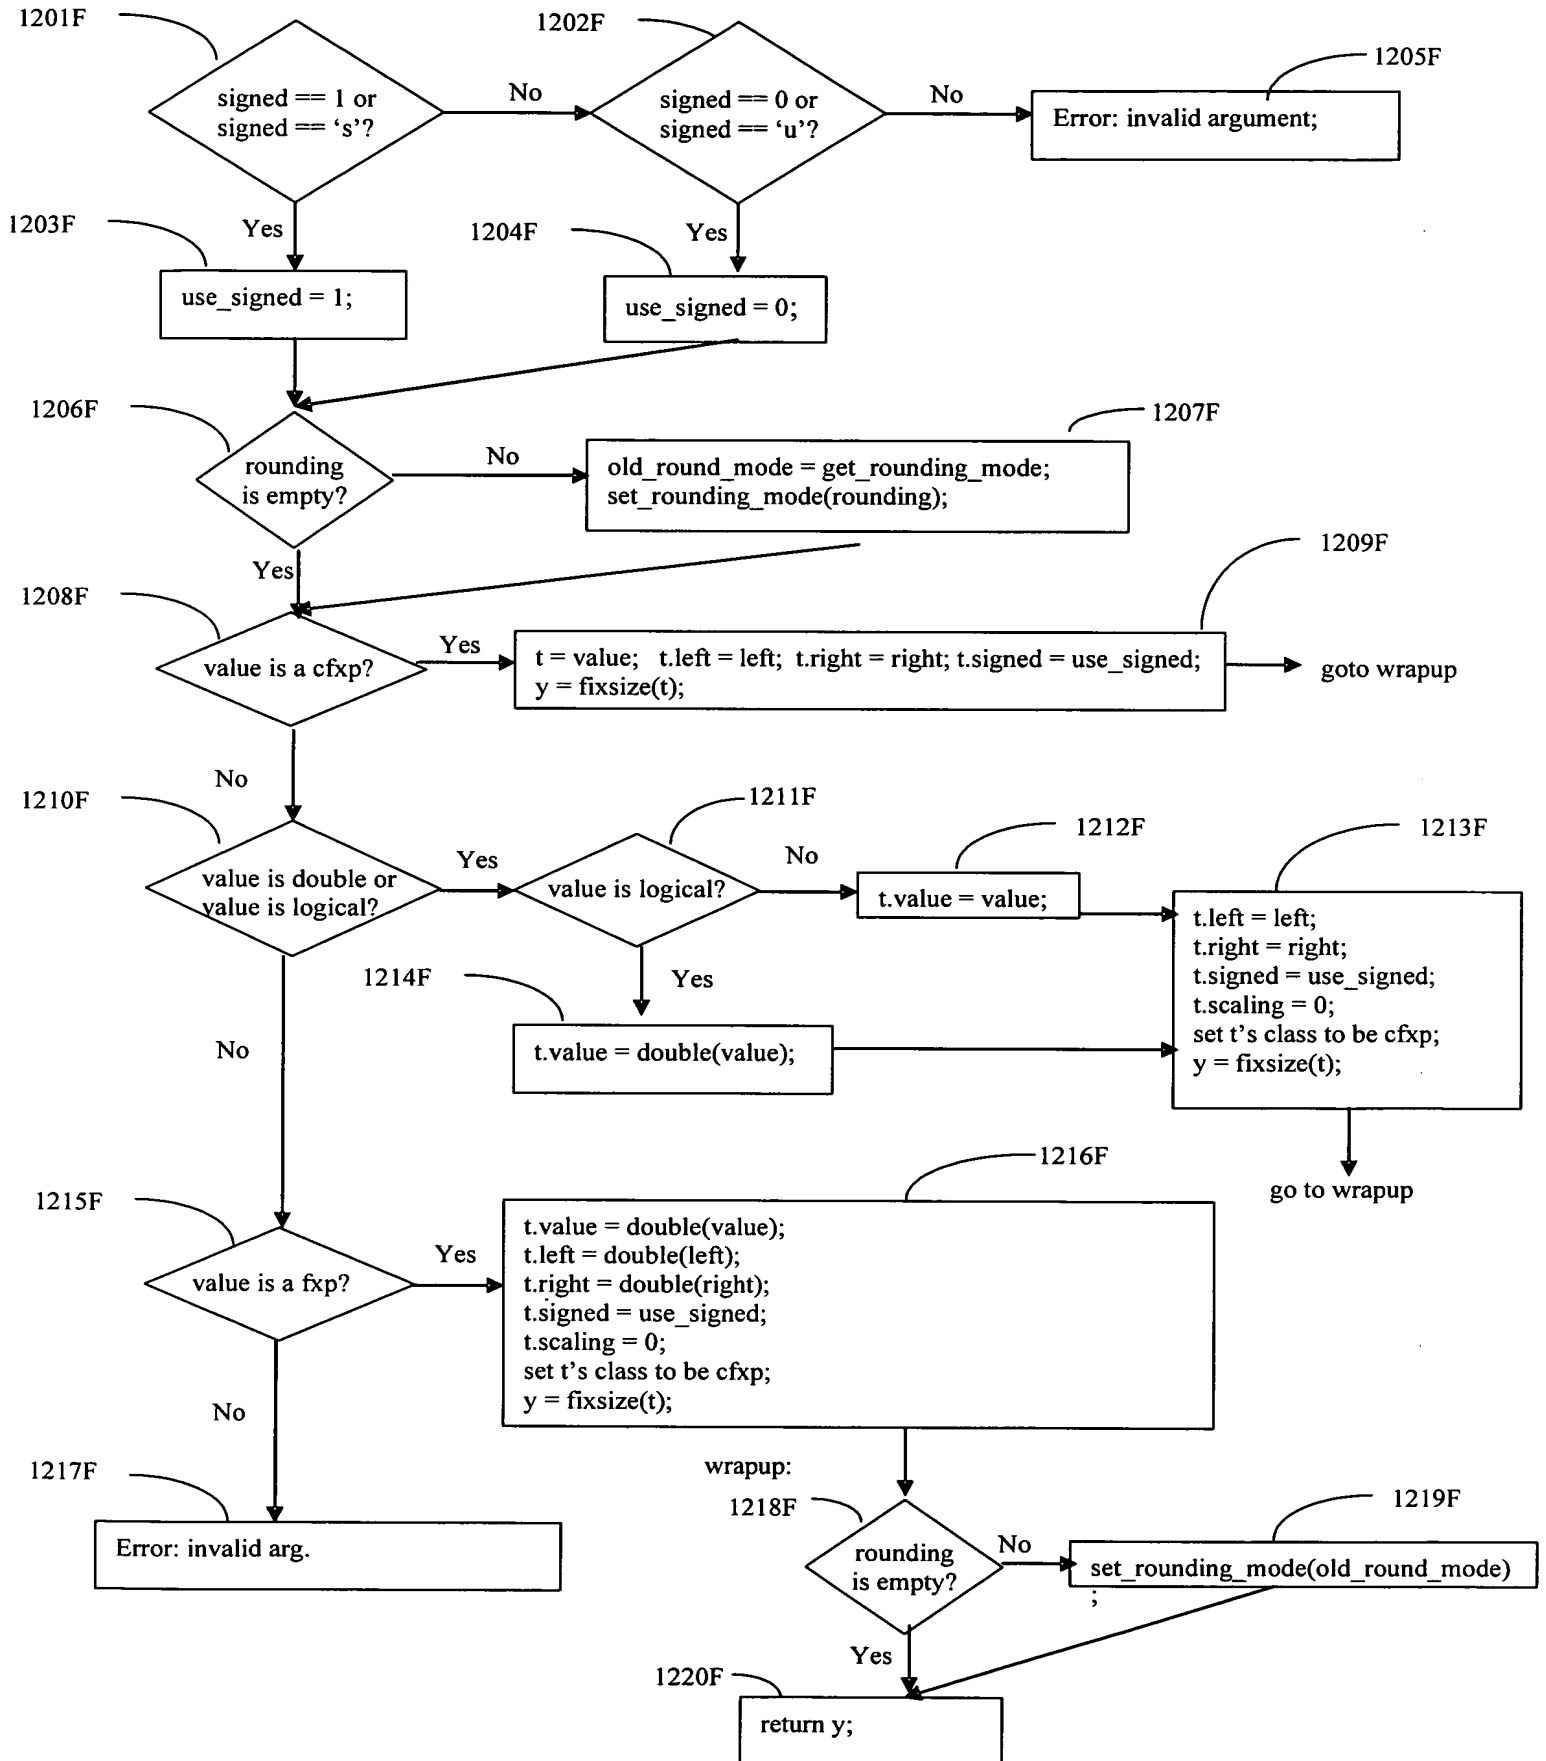 1201F
1202F
1205F
signed == 1 or
signed == ‘s’?
No
signed == 0 or
signed == ‘u’?
No
Error: invalid argument;
1203F
Yes
1204F
Yes
use_signed = 1;
use_signed = 0;
1206F
1207F
rounding
is empty?
No
old_round_mode = get_rounding_mode;
set_rounding_mode(rounding);
Yes
1209F
1208F
value is a cfxp?
Yes
t = value; t.left = left; t.right = right; t.signed = use_signed;
y = fixsize(t);
goto wrapup
No
1210F
1211F
1212F
1213F
value is double or
value is logical?
Yes
value is logical?
No
t.value = value;
t.left = left;
t.right = right;
t.signed = use_signed;
t.scaling = 0;
set t’s class to be cfxp;
y = fixsize(t);
1214F
Yes
No
t.value = double(value);
go to wrapup
1216F
1215F
value is a fxp?
Yes
t.value = double(value);
t.left = double(left);
t.right = double(right);
t.signed = use_signed;
t.scaling = 0;
set t’s class to be cfxp;
y = fixsize(t);
No
1217F
Error: invalid arg.
wrapup:
1218F
1219F
rounding
is empty?
No
set_rounding_mode(old_round_mode)
;
Yes
1220F
return y;